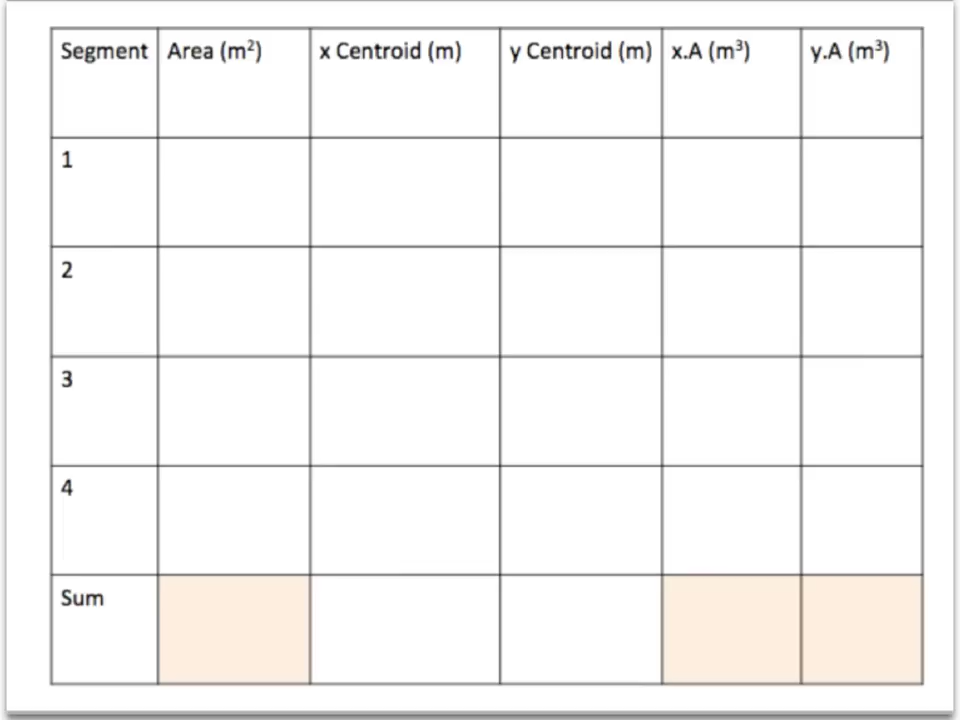 Segment Area (m²) x Centroid (m) y Centroid (m) x.A (m³) y.A (m³)
1
2
3
4
Sum